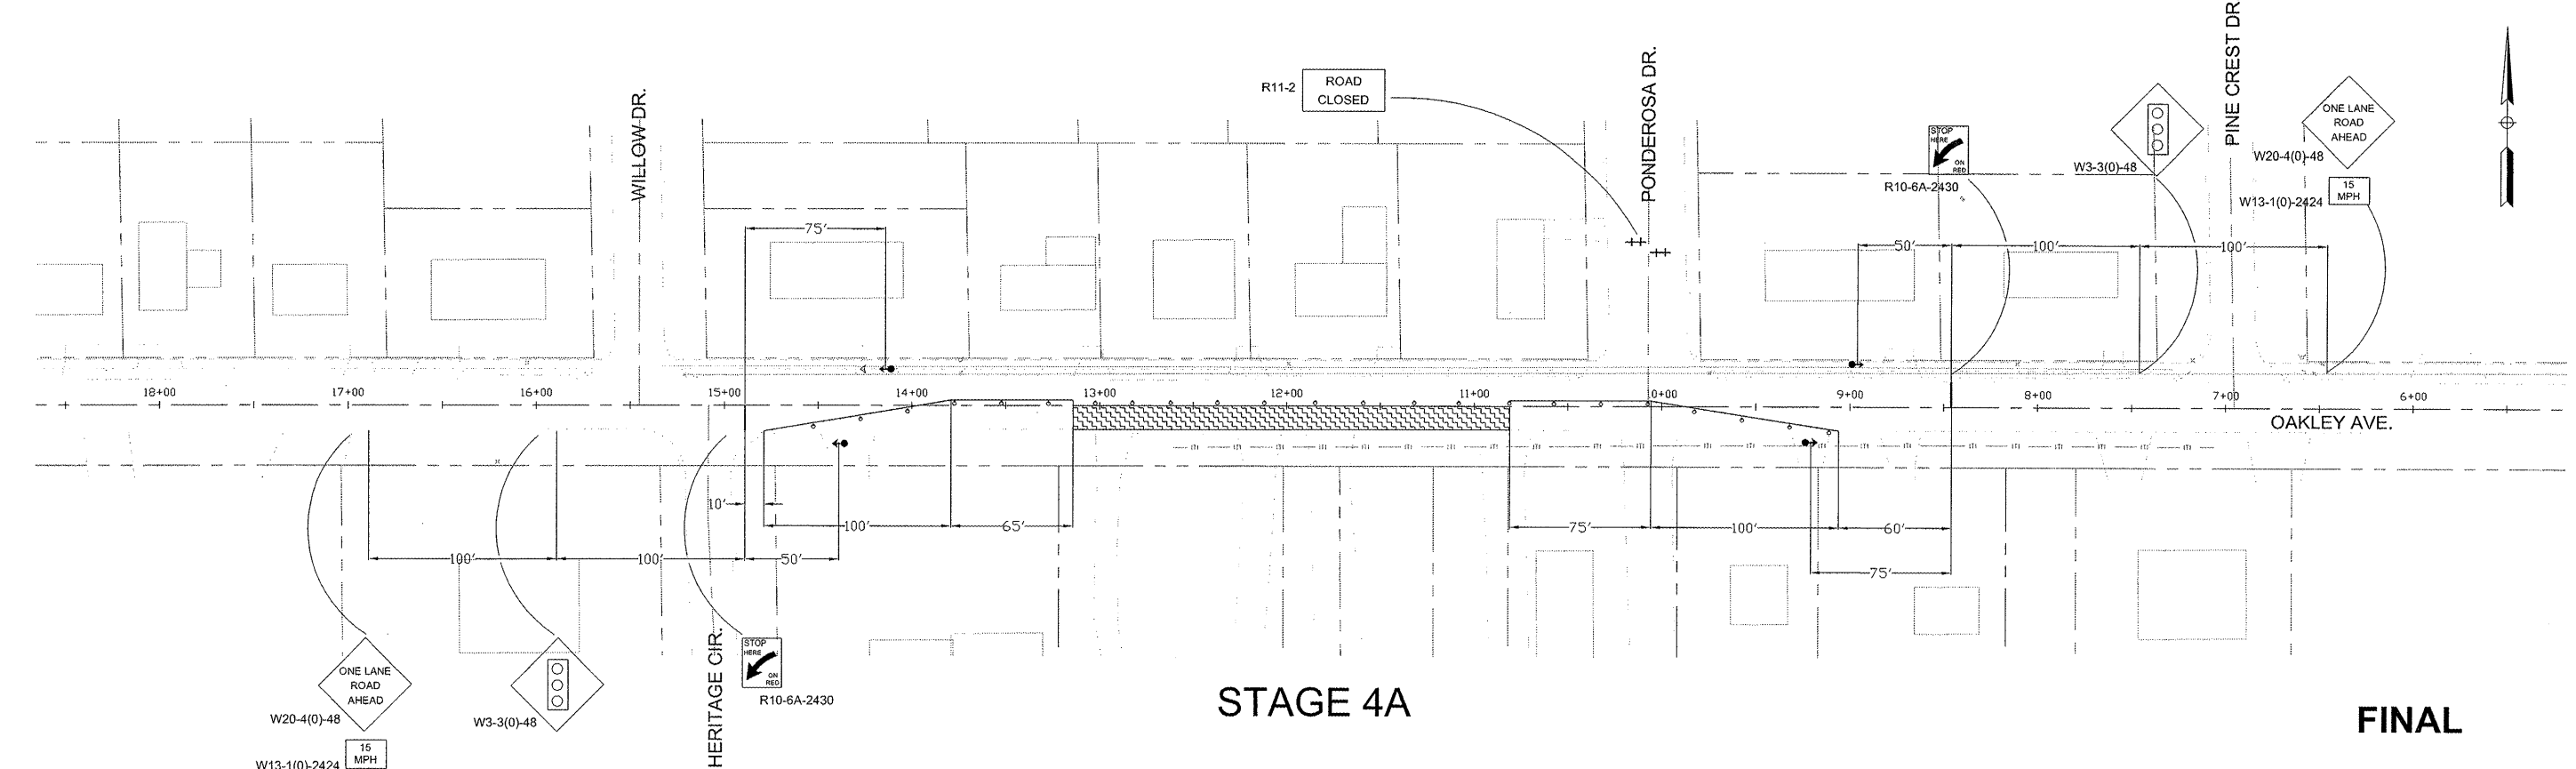 PINE CREST DR
PONDEROSA DR.
WILLOW DR.
R11-2
ROAD
CLOSED
STOP
HERE
ON
RED
R10-6A-2430
W3-3(0)-48
ONE LANE
ROAD
AHEAD
W20-4(0)-48
15
MPH
W13-1(0)-2424
75'
50'
100'
100'
18+00
17+00
16+00
15+00
14+00
13+00
12+00
11+00
10+00
9+00
8+00
7+00
6+00
OAKLEY AVE.
10'
100'
65'
75'
100'
60'
100'
100'
50'
75'
HERITAGE CIR.
ONE LANE
ROAD
AHEAD
W20-4(0)-48
15
MPH
W13-1(0)-2424
W3-3(0)-48
STOP
HERE
ON
RED
R10-6A-2430
STAGE 4A
FINAL